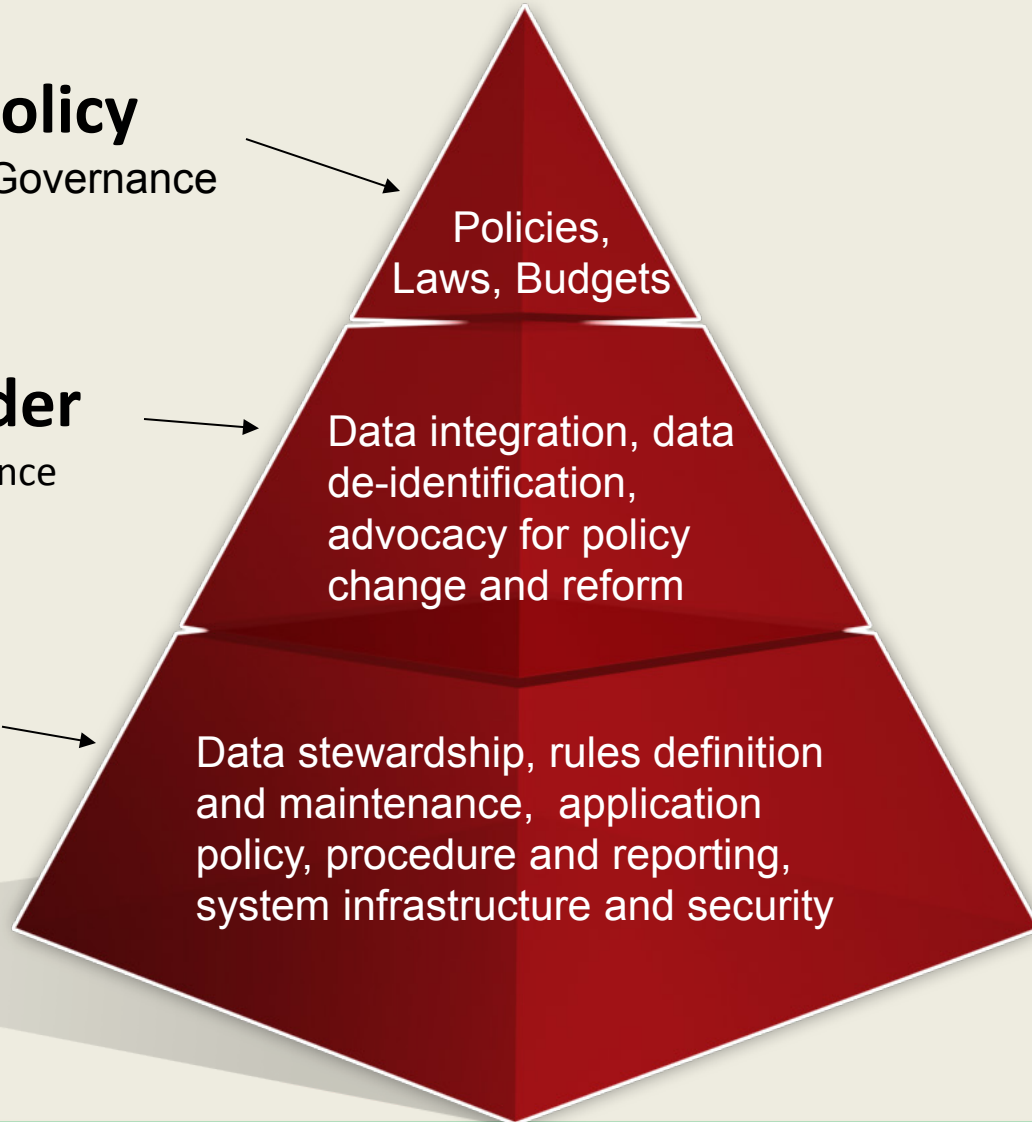 olicy
Governance
Policies,
Laws, Budgets
der
nce
Data integration, data
de-identification,
advocacy for policy
change and reform
Data stewardship, rules definition
and maintenance, application
policy, procedure and reporting,
system infrastructure and security